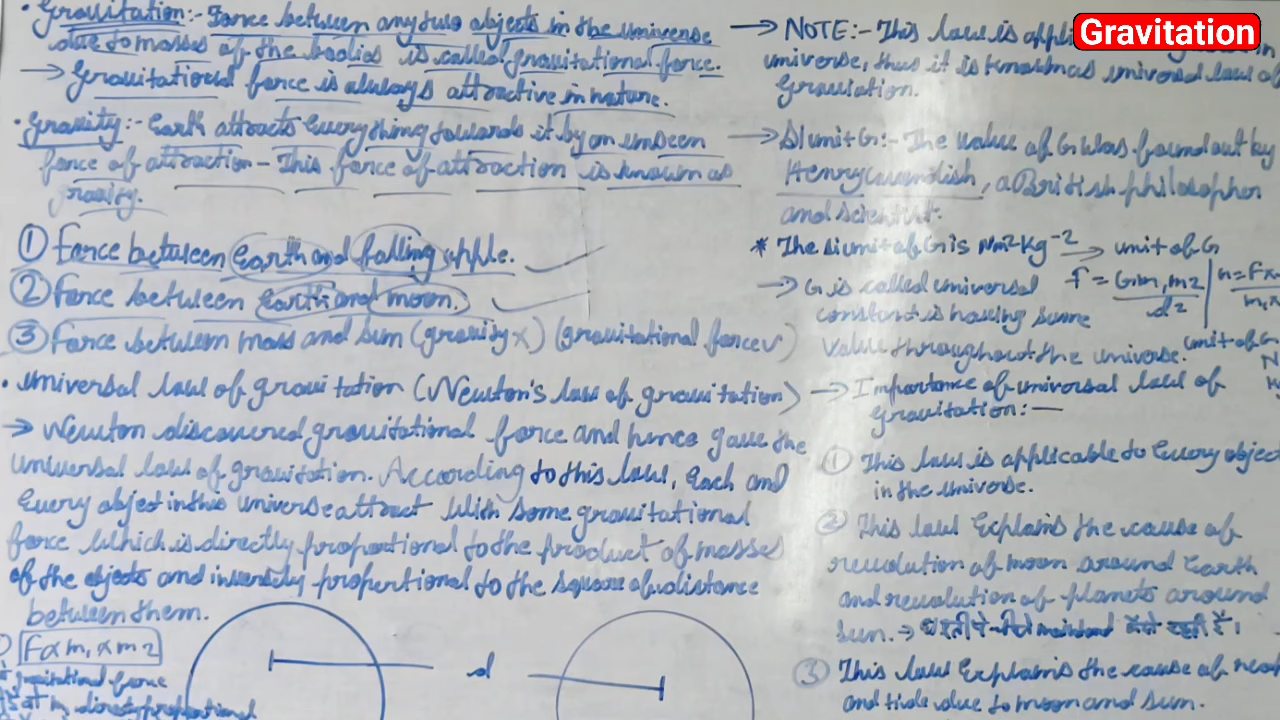 • Gravitation:- Force between any two objects in the universe
due to masses of the bodies is called gravitational force.
→ Gravitational force is always attractive in nature.
• Gravity:- Earth attracts Everything towards it by an unseen
force of attraction - This force of attraction is known as
gravity.
① Force between Earth and falling apple.
② Force between Earth and moon.
③ Force between mass and sun (gravity x) (gravitational force ✓)
• universal law of gravitation (Newton's law of gravitation)
→ Newton discovered gravitational force and hence gave the
universal law of gravitation. According to this law, Each and
Every object in this universe attract with some gravitational
force which is directly proportional to the product of masses
of the objects and inversely proportional to the square of distance
between them.
F∝ m1 ∝ m2
gravitational force
directly proportional
d
Gravitation
→ NOTE:- This law is
universe, thus it is known as universal law of
Gravitation.
→ SI unit G:- The value of G was found out by
Henry Cavendish, a British philosopher
and scientist.
* The SI unit of G is Nm2 Kg-2 → unit of G
→ G is called universal
constant is having same
value throughout the universe.
F = Gm1m2
d2
unit of G
→ Importance of universal law of
gravitation:—
① This law is applicable to Every object
in the universe.
② This law Explains the cause of
revolution of moon around Earth
and revolution of planets around
sun. →
③ This law Explains the cause of
and tide due to moon and sun.